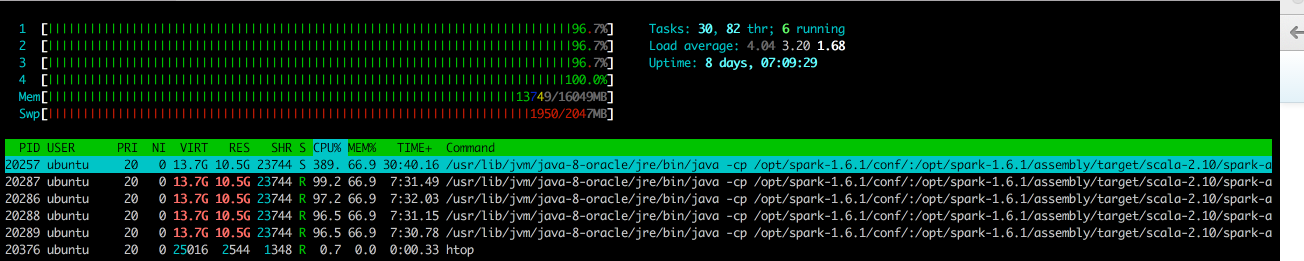 1 [||||||||||||||||||||||||||||||||||||||||||||||||||||||||||||||||||||||||||96.7%] Tasks: 30, 82 thr; 6 running
2 [||||||||||||||||||||||||||||||||||||||||||||||||||||||||||||||||||||||||||96.7%] Load average: 4.04 3.20 1.68
3 [||||||||||||||||||||||||||||||||||||||||||||||||||||||||||||||||||||||||||96.7%] Uptime: 8 days, 07:09:29
4 [|||||||||||||||||||||||||||||||||||||||||||||||||||||||||||||||||||||||||100.0%]
Mem[||||||||||||||||||||||||||||||||||||||||||||||||||||||||||||||||||13749/16049MB]
Swp[||||||||||||||||||||||||||||||||||||||||||||||||||||||||||||||||||||1950/2047MB]
PID USER PRI NI VIRT RES SHR S CPU% MEM% TIME+ Command
20257 ubuntu 20 0 13.7G 10.5G 23744 S 389. 66.9 30:40.16 /usr/lib/jvm/java-8-oracle/jre/bin/java -cp /opt/spark-1.6.1/conf/:/opt/spark-1.6.1/assembly/target/scala-2.10/spark-a
20287 ubuntu 20 0 13.7G 10.5G 23744 R 99.2 66.9 7:31.49 /usr/lib/jvm/java-8-oracle/jre/bin/java -cp /opt/spark-1.6.1/conf/:/opt/spark-1.6.1/assembly/target/scala-2.10/spark-a
20286 ubuntu 20 0 13.7G 10.5G 23744 R 97.2 66.9 7:32.03 /usr/lib/jvm/java-8-oracle/jre/bin/java -cp /opt/spark-1.6.1/conf/:/opt/spark-1.6.1/assembly/target/scala-2.10/spark-a
20288 ubuntu 20 0 13.7G 10.5G 23744 R 96.5 66.9 7:31.15 /usr/lib/jvm/java-8-oracle/jre/bin/java -cp /opt/spark-1.6.1/conf/:/opt/spark-1.6.1/assembly/target/scala-2.10/spark-a
20289 ubuntu 20 0 13.7G 10.5G 23744 R 96.5 66.9 7:30.78 /usr/lib/jvm/java-8-oracle/jre/bin/java -cp /opt/spark-1.6.1/conf/:/opt/spark-1.6.1/assembly/target/scala-2.10/spark-a
20376 ubuntu 20 0 25016 2544 1348 R 0.7 0.0 0:00.33 htop